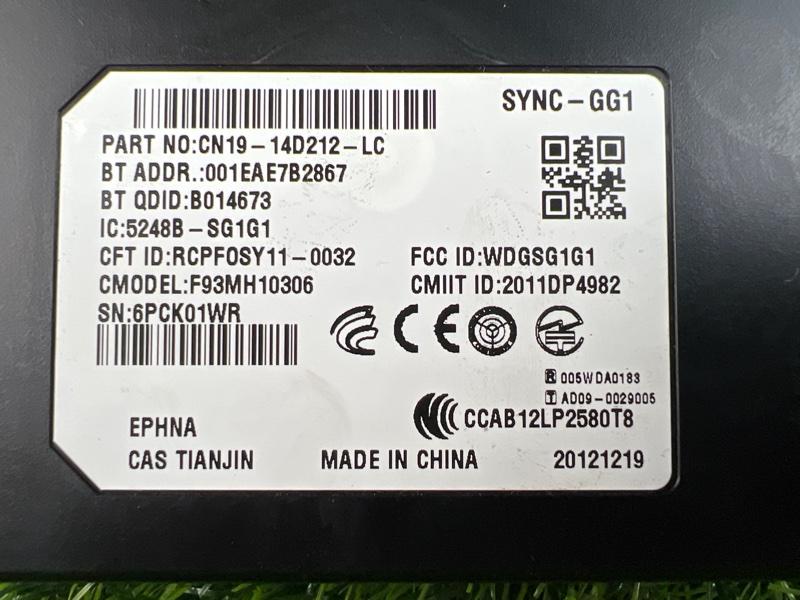 SYNC-GG1
PART NO:CN19-14D212-LC
BT ADDR.:001EAE7B2867
BT QDID:B014673
IC:5248B-SG1G1
CFT ID:RCPFOSY11-0032
FCC ID:WDGSG1G1
CMODEL:F93MH10306
CMIIT ID:2011DP4982
SN:6PCK01WR
CE
R 005WDA0183
T AD09-0029005
CCAB12LP2580T8
EPHNA
CAS TIANJIN
MADE IN CHINA
20121219